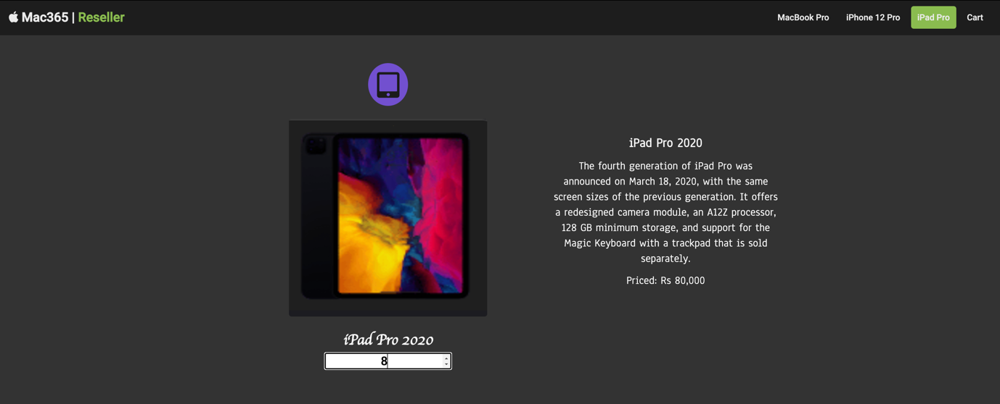 Mac365 | Reseller
MacBook Pro iPhone 12 Pro iPad Pro Cart
iPad Pro 2020
The fourth generation of iPad Pro was
announced on March 18, 2020, with the same
screen sizes of the previous generation. It offers
a redesigned camera module, an A12Z processor,
128 GB minimum storage, and support for the
Magic Keyboard with a trackpad that is sold
separately.
Priced: Rs 80,000
iPad Pro 2020
8